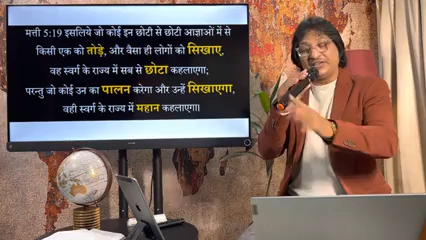 मत्ती 5:19 इसलिये जो कोई इन छोटी से छोटी आज्ञाओं में से
किसी एक को तोड़े, और वैसा ही लोगों को सिखाए,
वह स्वर्ग के राज्य में सब से छोटा कहलाएगा;
परन्तु जो कोई उन का पालन करेगा और उन्हें सिखाएगा,
वही स्वर्ग के राज्य में महान कहलाएगा।